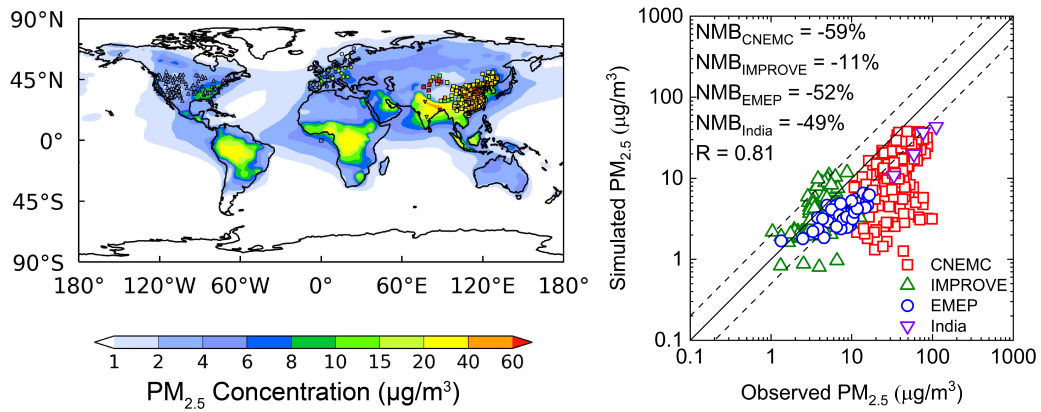 90°N
45°N
0°
45°S
90°S
180° 120°W 60°W 0° 60°E 120°E 180°
1 2 4 6 8 10 15 20 40 60
PM2.5 Concentration (μg/m³)
Simulated PM2.5 (μg/m³)
1000
100
10
1
0.1
NMBCNEMC = -59%
NMBIMPROVE = -11%
NMBEMEP = -52%
NMBIndia = -49%
R = 0.81
CNEMC
IMPROVE
EMEP
India
0.1 1 10 100 1000
Observed PM2.5 (μg/m³)